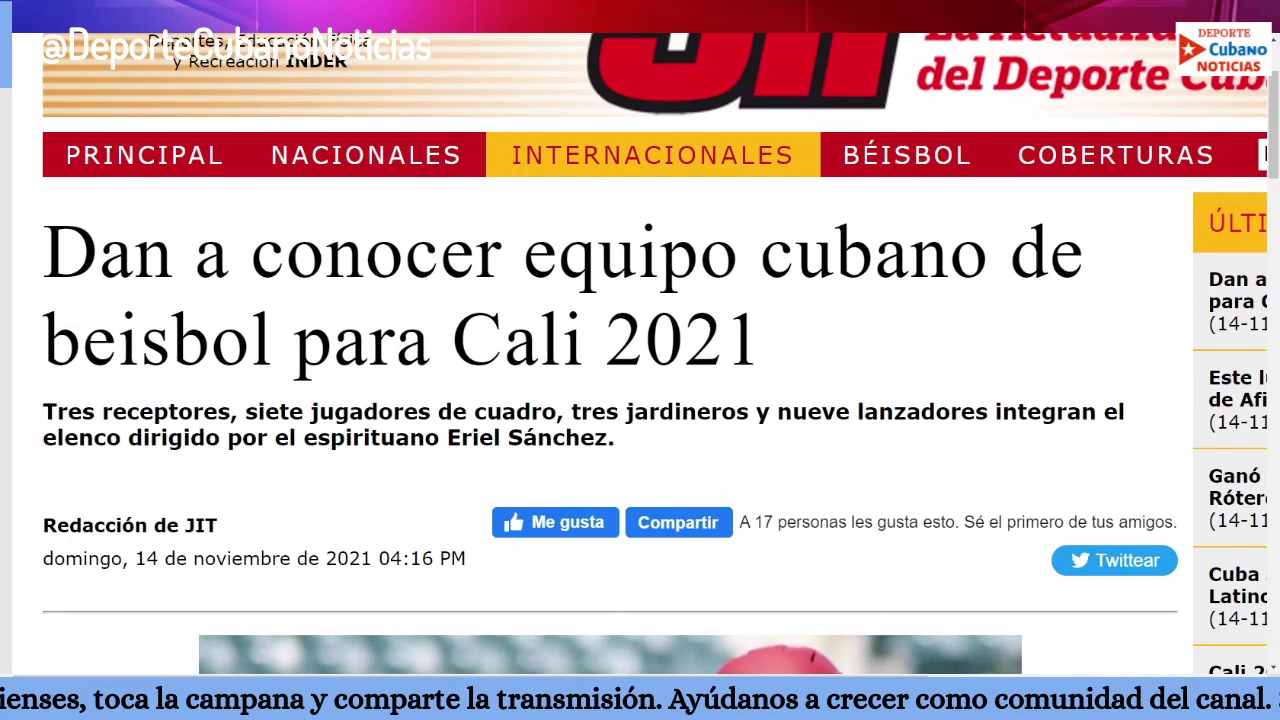 @DeporteCubanoNoticias
Deportes, Educación Física
y Recreación INDER
del Deporte
DEPORTE
Cubano
NOTICIAS
PRINCIPAL NACIONALES INTERNACIONALES BÉISBOL COBERTURAS
Dan a conocer equipo cubano de
beisbol para Cali 2021
Tres receptores, siete jugadores de cuadro, tres jardineros y nueve lanzadores integran el
elenco dirigido por el espirituano Eriel Sánchez.
Redacción de JIT
domingo, 14 de noviembre de 2021 04:16 PM
Me gusta Compartir A 17 personas les gusta esto. Sé el primero de tus amigos.
Twittear
ÚLTI
Dan a
para
(14-11
Este
de Afi
(14-11
Ganó
Róter
(14-11
Cuba
Latino
(14-11
Cali
ienses, toca la campana y comparte la transmisión. Ayúdanos a crecer como comunidad del canal.